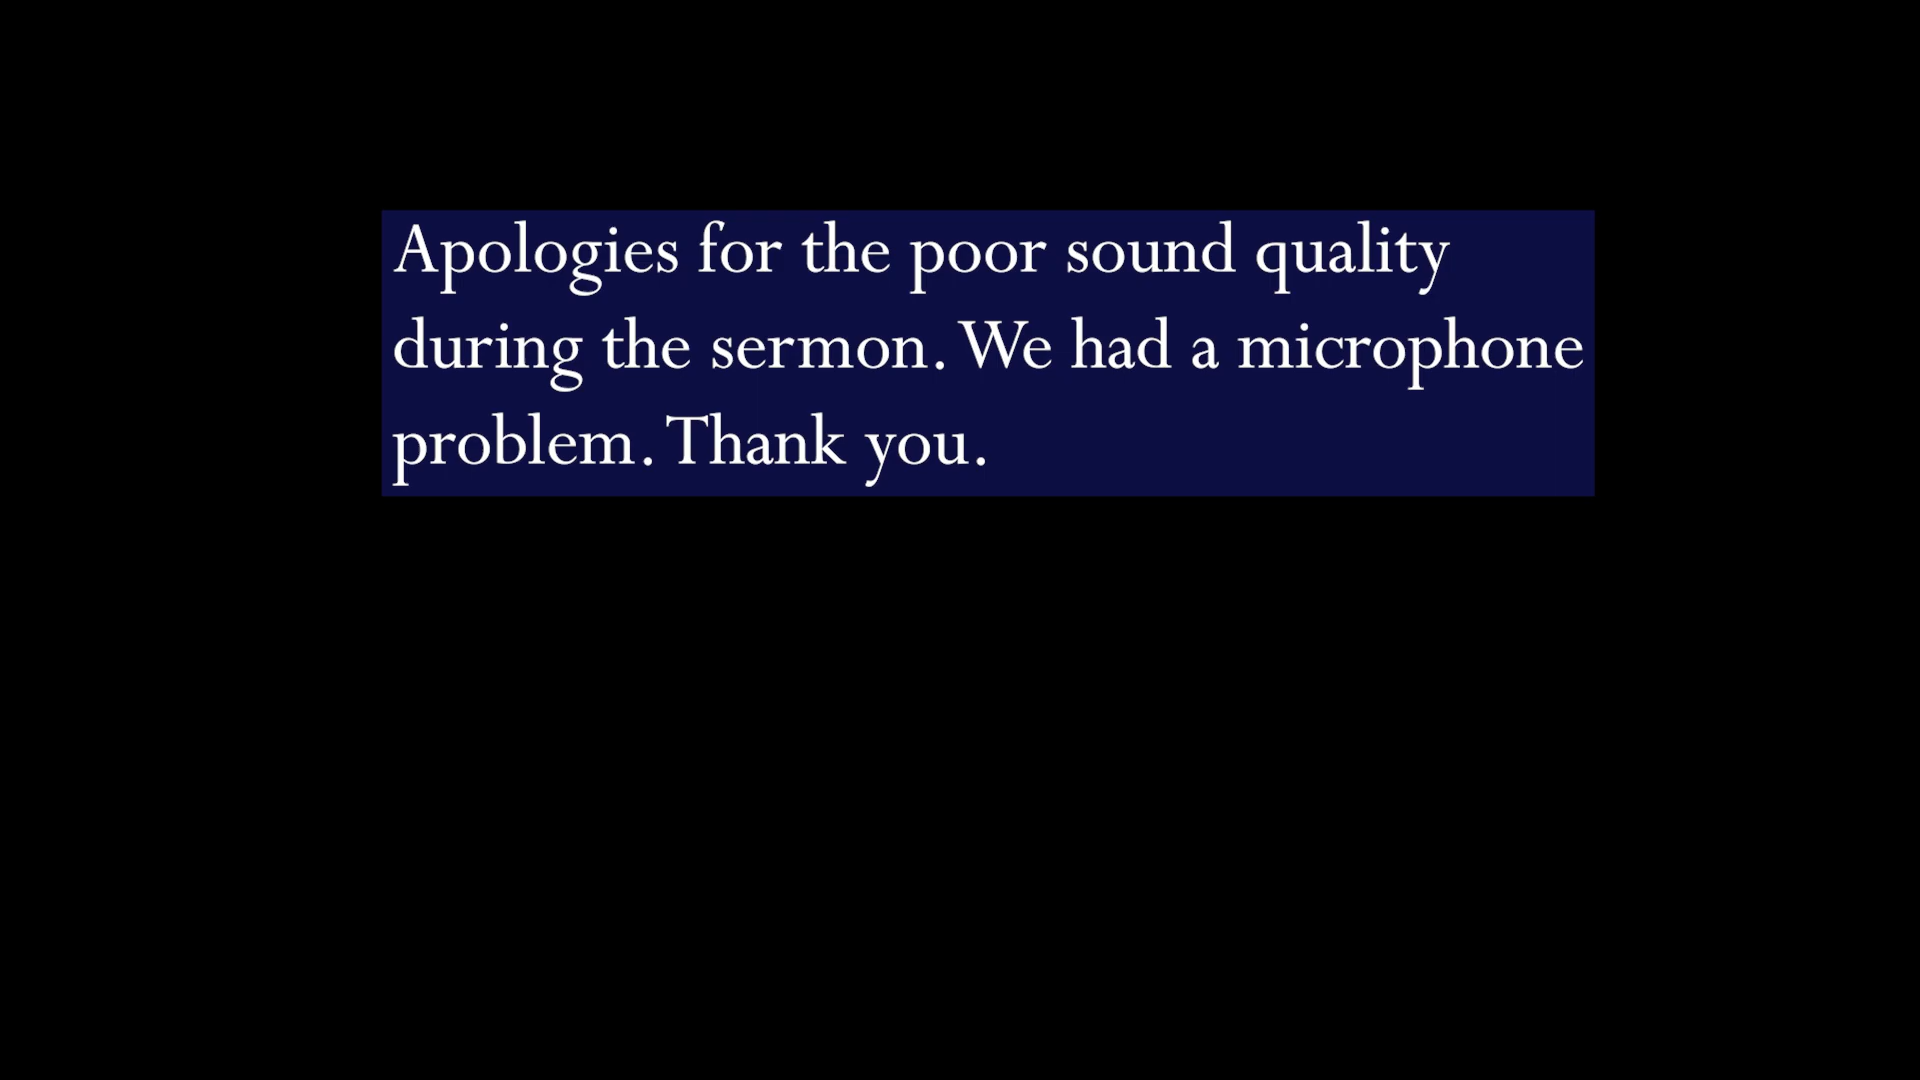 Apologies for the poor sound quality
during the sermon. We had a microphone
problem. Thank you.